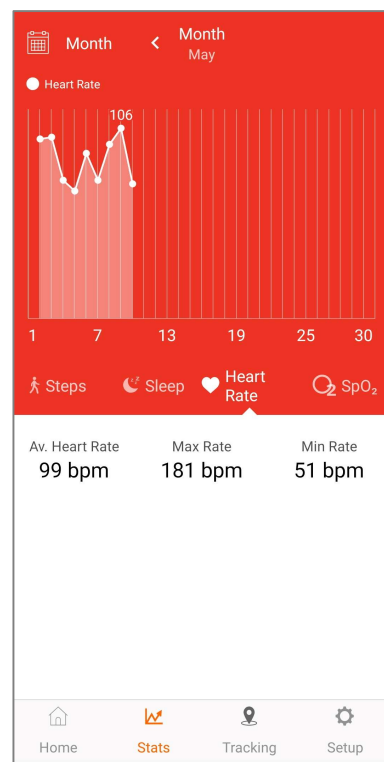 Month
Month
May
Heart Rate
106
1 7 13 19 25 30
Steps
Sleep
Heart
Rate
O2 SpO₂
Av. Heart Rate Max Rate Min Rate
99 bpm 181 bpm 51 bpm
Home Stats Tracking Setup